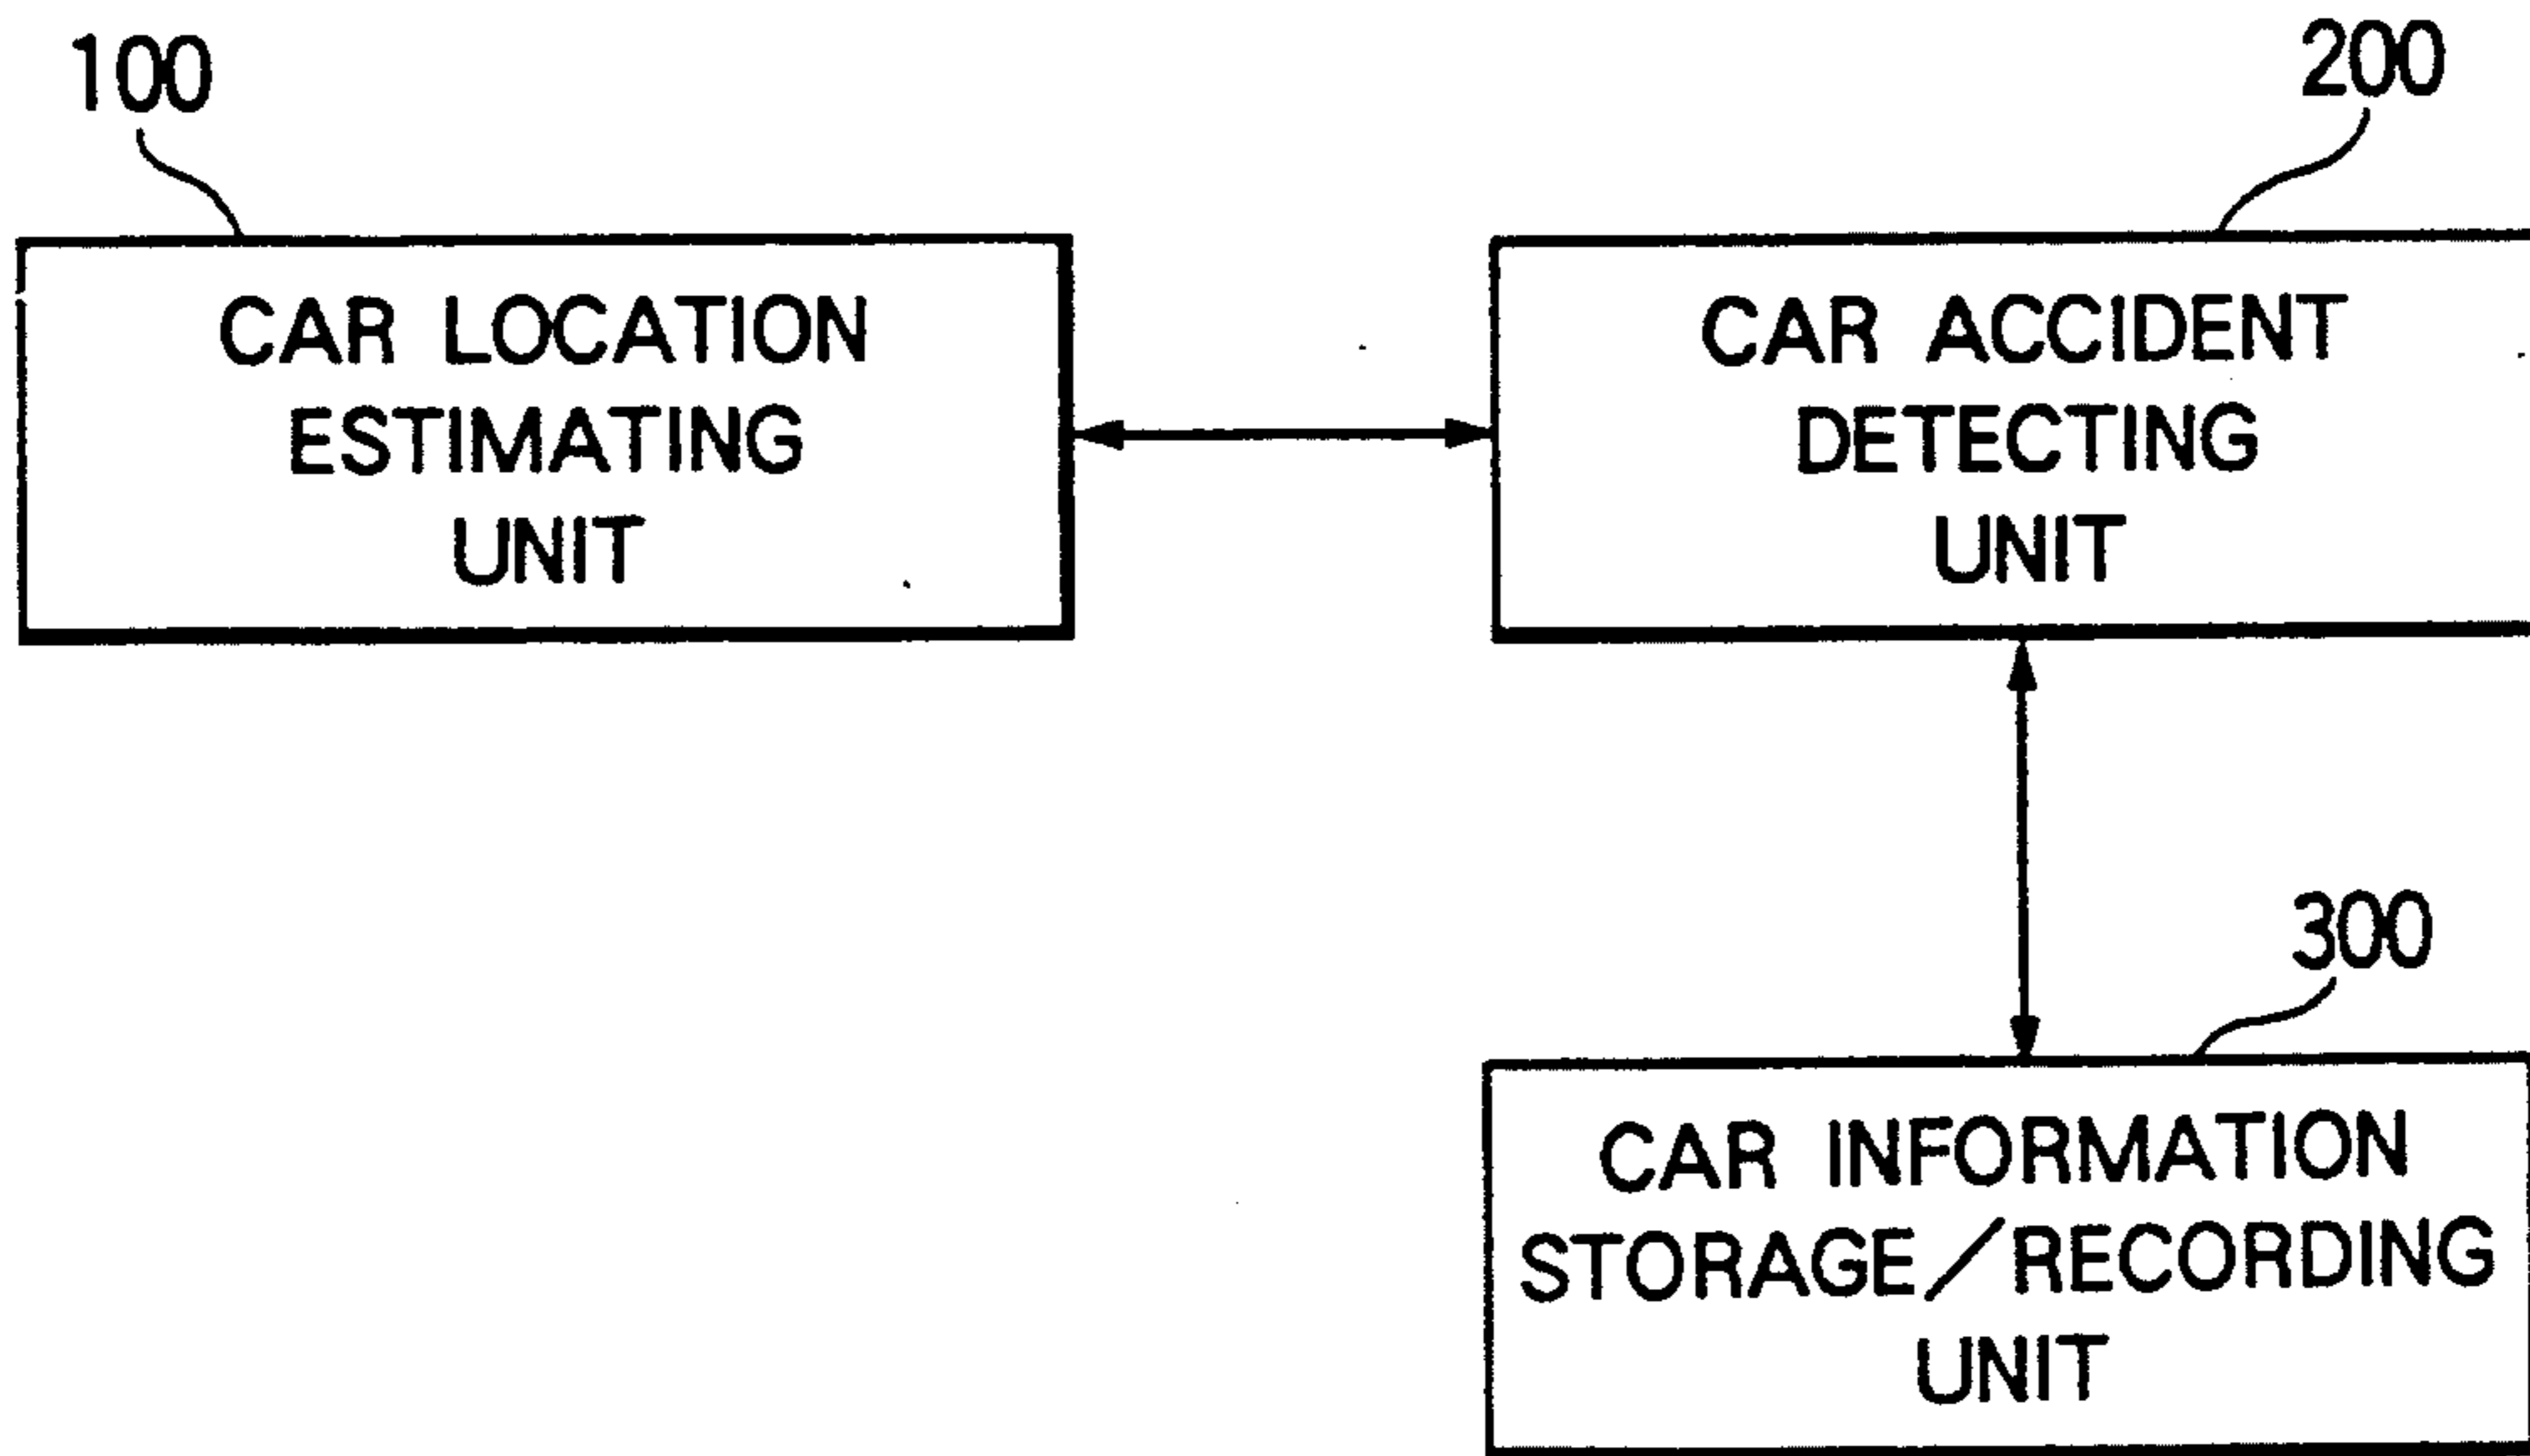 100
200
CAR LOCATION
ESTIMATING
UNIT
CAR ACCIDENT
DETECTING
UNIT
300
CAR INFORMATION
STORAGE/RECORDING
UNIT